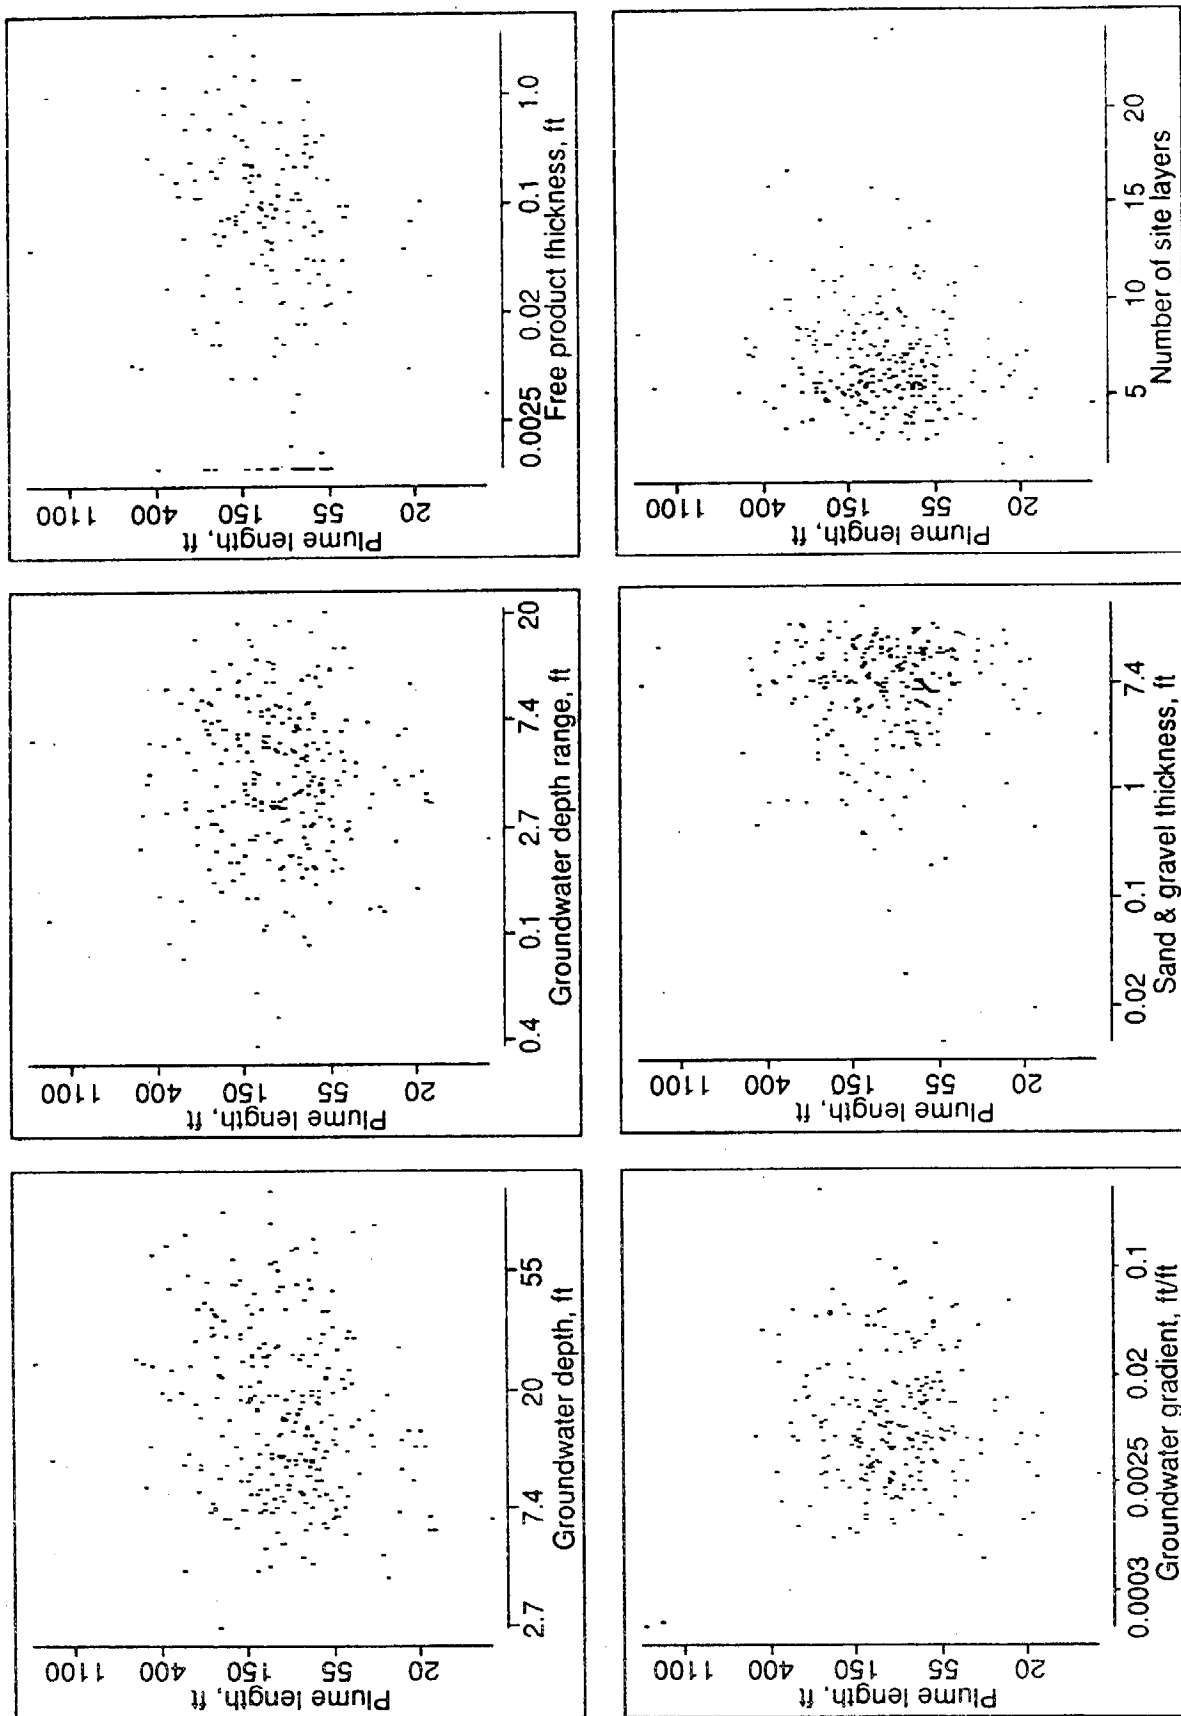 1100
400
150
55
20
Plume length, ft
2.7 7.4 20 55
Groundwater depth, ft
1100
400
150
55
20
Plume length, ft
0.4 0.1 2.7 7.4 20
Groundwater depth range, ft
1100
400
150
55
20
Plume length, ft
0.0025 0.02 0.1 1.0
Free product fhickness, ft
1100
400
150
55
20
Plume length, ft
0.0003 0.0025 0.02 0.1
Groundwater gradient, ft/ft
1100
400
150
55
20
Plume length, ft
0.02 0.1 1 7.4
Sand & gravel thickness, ft
1100
400
150
55
20
Plume length, ft
5 10 15 20
Number of site layers